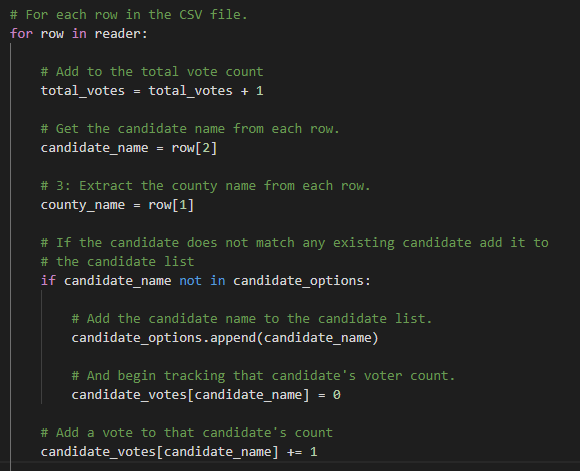 # For each row in the CSV file.
for row in reader:
# Add to the total vote count
total_votes = total_votes + 1
# Get the candidate name from each row.
candidate_name = row[2]
# 3: Extract the county name from each row.
county_name = row[1]
# If the candidate does not match any existing candidate add it to
# the candidate list
if candidate_name not in candidate_options:
# Add the candidate name to the candidate list.
candidate_options.append(candidate_name)
# And begin tracking that candidate's voter count.
candidate_votes[candidate_name] = 0
# Add a vote to that candidate's count
candidate_votes[candidate_name] += 1